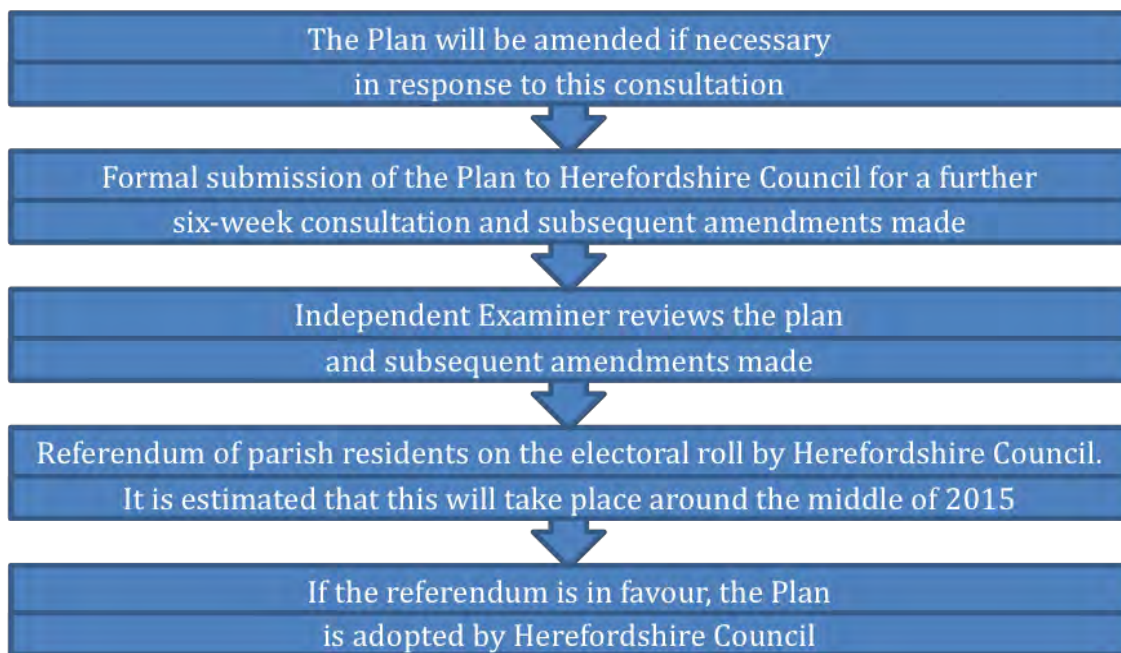 The Plan will be amended if necessary
in response to this consultation
Formal submission of the Plan to Herefordshire Council for a further
six-week consultation and subsequent amendments made
Independent Examiner reviews the plan
and subsequent amendments made
Referendum of parish residents on the electoral roll by Herefordshire Council.
It is estimated that this will take place around the middle of 2015
If the referendum is in favour, the Plan
is adopted by Herefordshire Council